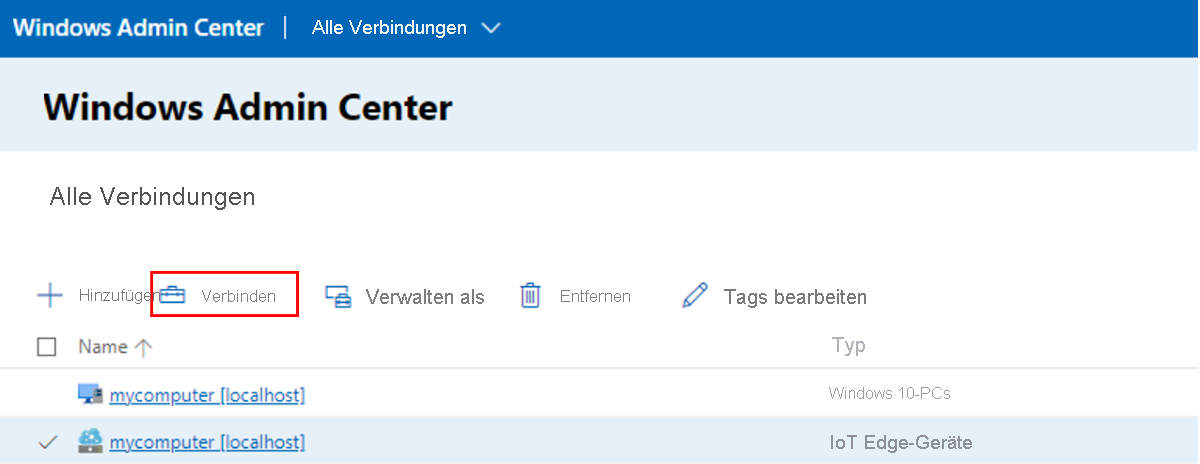 Windows Admin Center | Alle Verbindungen
Windows Admin Center
Alle Verbindungen
Hinzufügen Verbinden Verwalten als Entfernen Tags bearbeiten
Name Typ
mycomputer [localhost] Windows 10-PCs
mycomputer [localhost] IoT Edge-Geräte